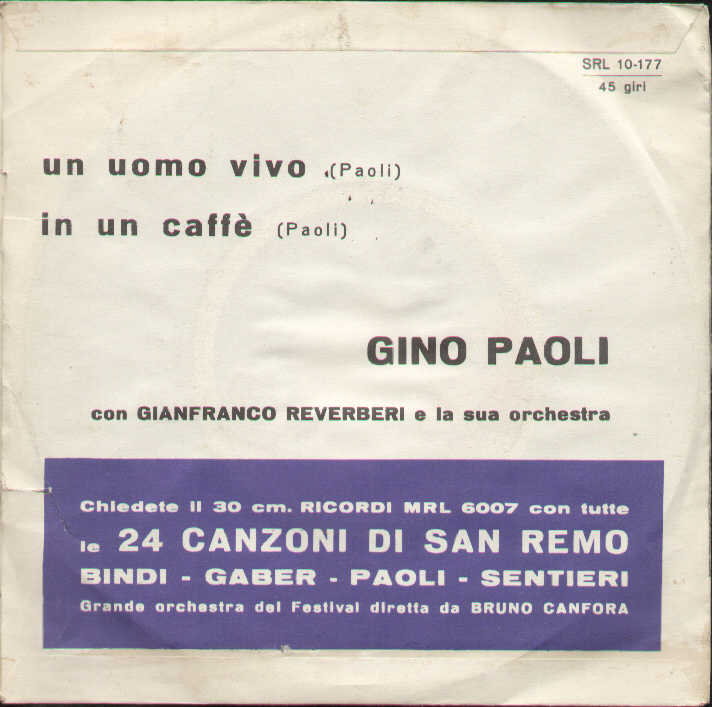 SRL 10-177
45 giri
un uomo vivo (Paoli)
in un caffè (Paoli)
GINO PAOLI
con GIANFRANCO REVERBERI e la sua orchestra
Chiedete il 30 cm. RICORDI MRL 6007 con tutte
le 24 CANZONI DI SAN REMO
BINDI - GABER - PAOLI - SENTIERI
Grande orchestra del Festival diretta da BRUNO CANFORA